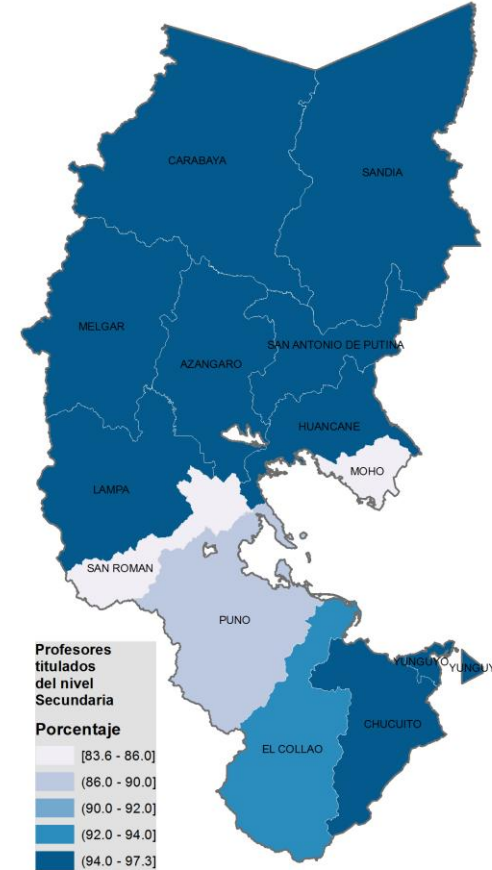 CARABAYA
SANDIA
MELGAR
SAN ANTONIO DE PUTINA
AZANGARO
HUANCANE
MOHO
LAMPA
SAN ROMAN
PUNO
YUNGUYO
YUNGUY
CHUCUITO
EL COLLAO
Profesores
titulados
del nivel
Secundaria
Porcentaje
[83.6 - 86.0]
(86.0 - 90.0]
(90.0 - 92.0]
(92.0 - 94.0]
(94.0 - 97.3]